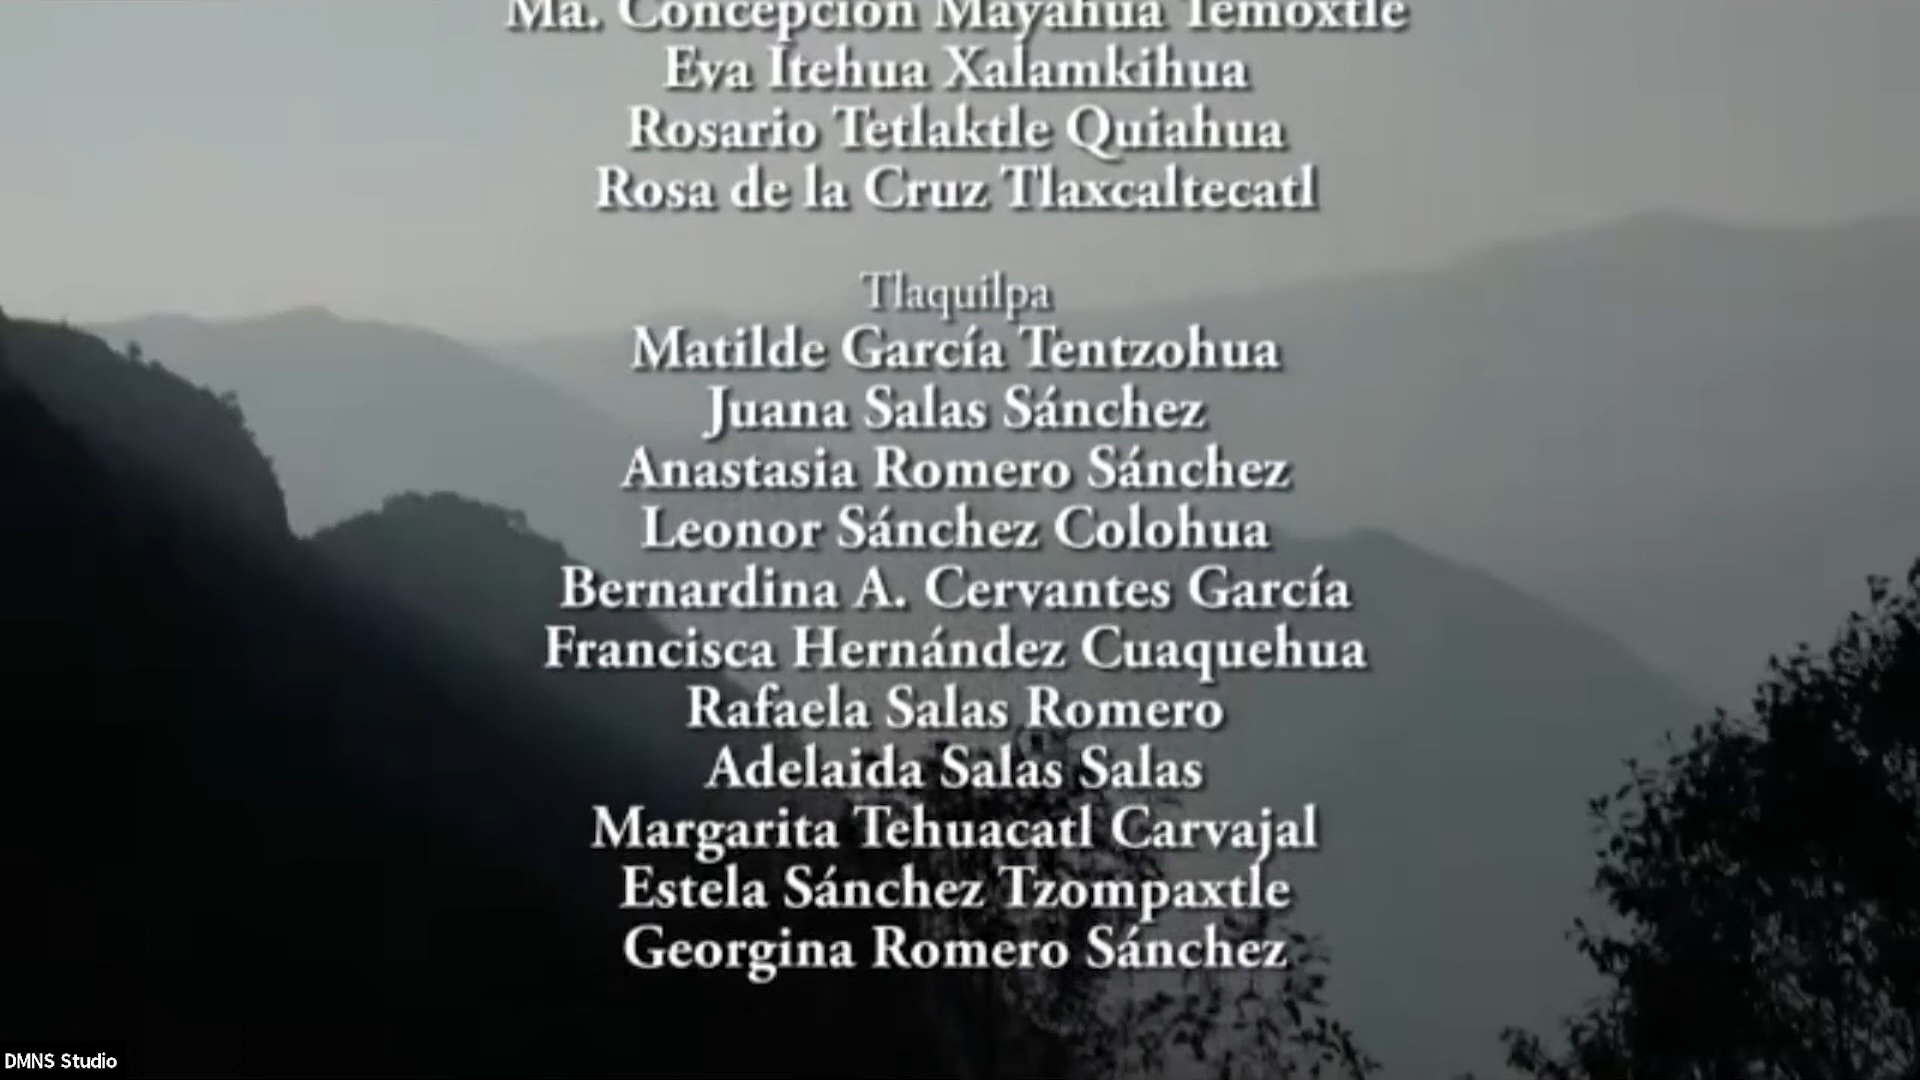 Ma. Concepción Mayahua Temoxtle
Eva Itehua Xalamkihua
Rosario Tetlaktle Quiahua
Rosa de la Cruz Tlaxcaltecatl
Tlaquilpa
Matilde García Tentzohua
Juana Salas Sánchez
Anastasia Romero Sánchez
Leonor Sánchez Colohua
Bernardina A. Cervantes García
Francisca Hernández Cuaquehua
Rafaela Salas Romero
Adelaida Salas Salas
Margarita Tehuacatl Carvajal
Estela Sánchez Tzompaxtle
Georgina Romero Sánchez
DMNS Studio